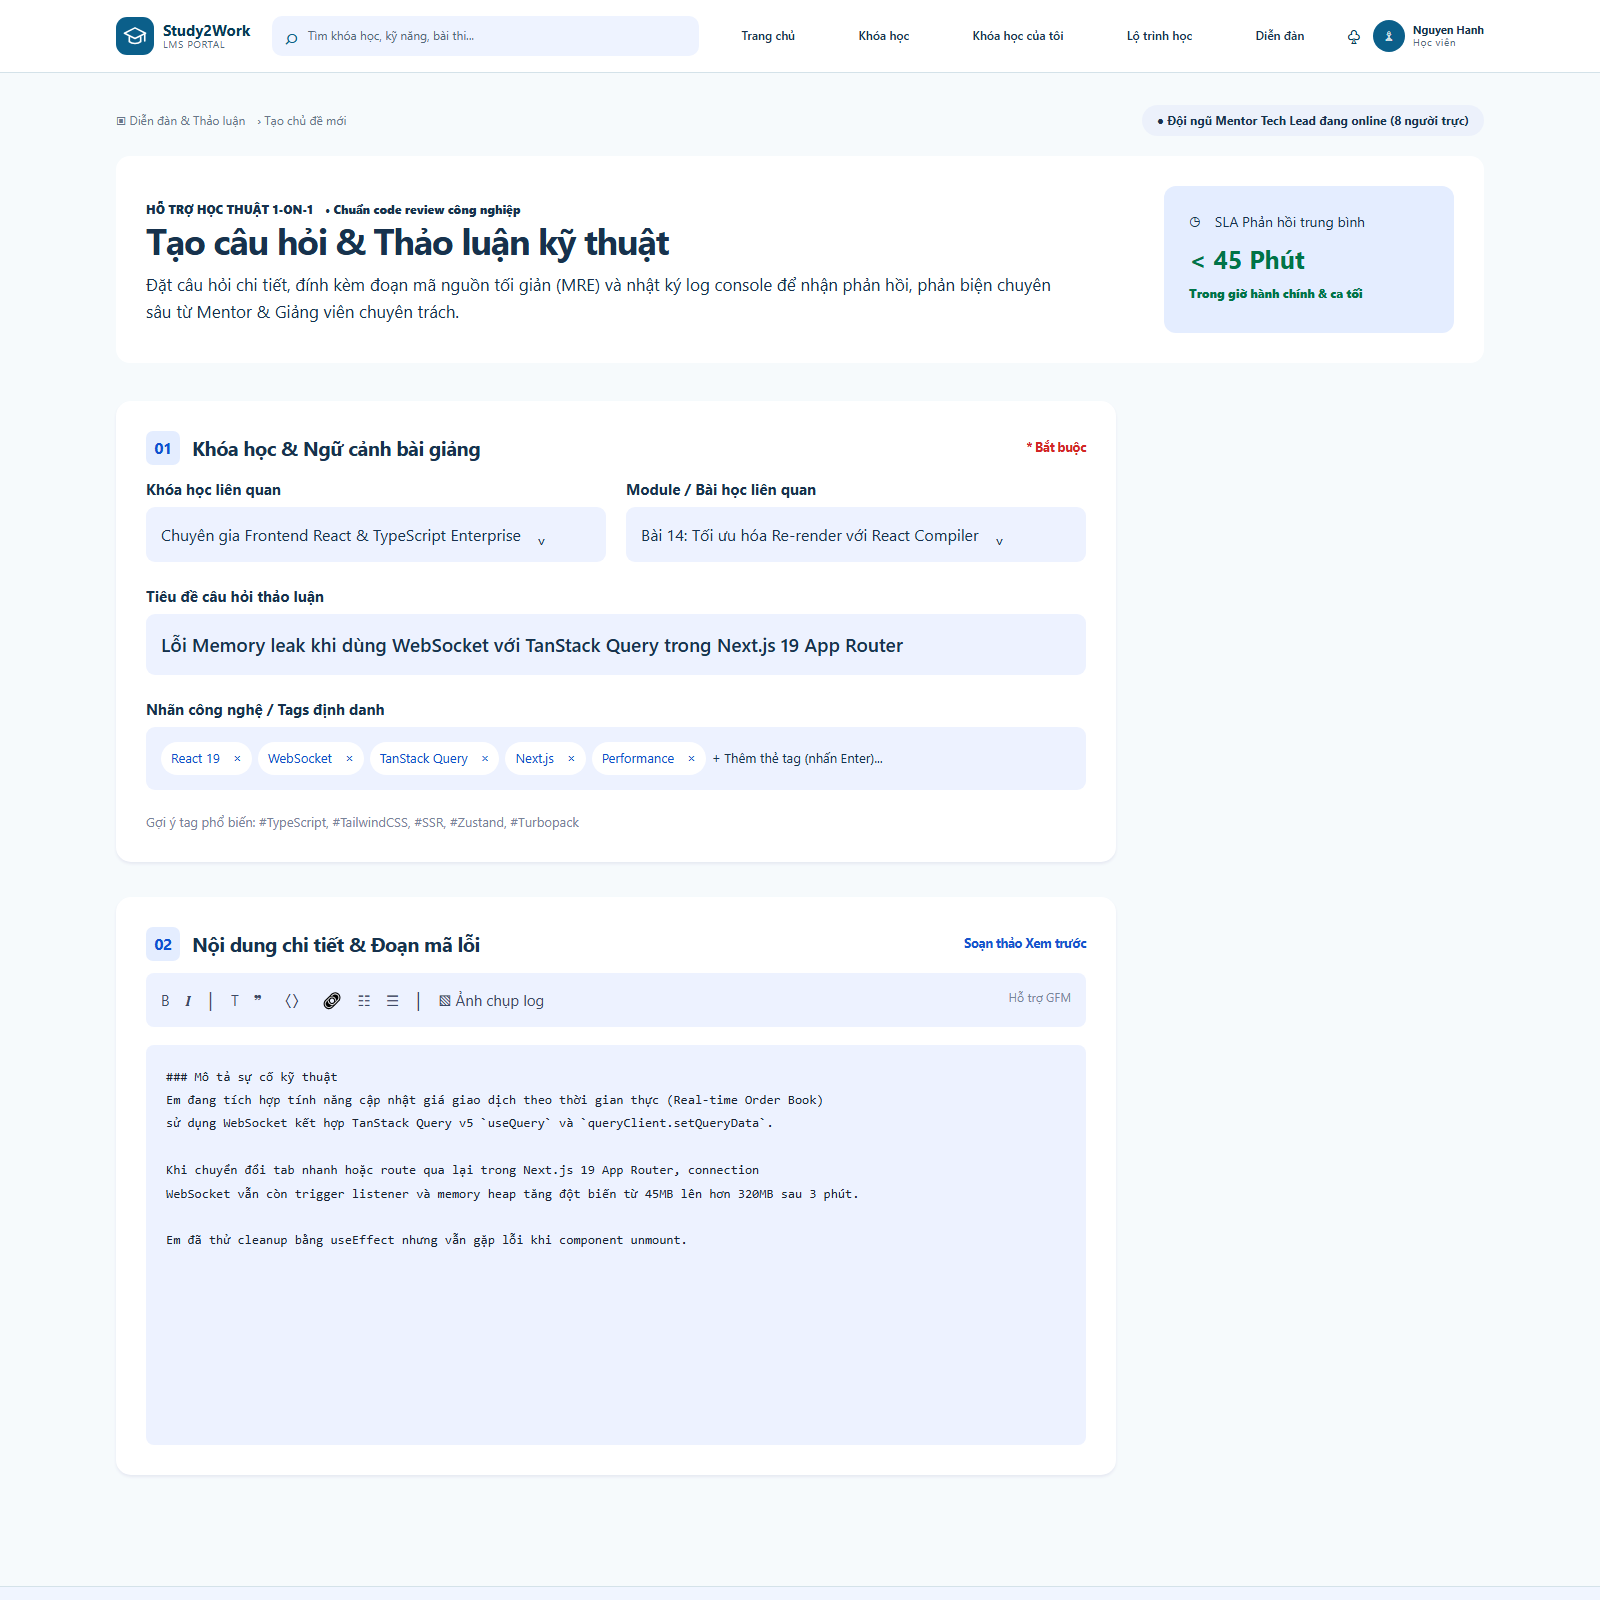 Study2Work
LMS PORTAL
Tìm khóa học, kỹ năng, bài thi...
Trang chủ
Khóa học
Khóa học của tôi
Lộ trình học
Diễn đàn
Nguyen Hanh
Học viên
Diễn đàn & Thảo luận › Tạo chủ đề mới
● Đội ngũ Mentor Tech Lead đang online (8 người trực)
HỖ TRỢ HỌC THUẬT 1-ON-1 • Chuẩn code review công nghiệp
Tạo câu hỏi & Thảo luận kỹ thuật
Đặt câu hỏi chi tiết, đính kèm đoạn mã nguồn tối giản (MRE) và nhật ký log console để nhận phản hồi, phản biện chuyên
sâu từ Mentor & Giảng viên chuyên trách.
SLA Phản hồi trung bình
< 45 Phút
Trong giờ hành chính & ca tối
01 Khóa học & Ngữ cảnh bài giảng
* Bắt buộc
Khóa học liên quan
Chuyên gia Frontend React & TypeScript Enterprise v
Module / Bài học liên quan
Bài 14: Tối ưu hóa Re-render với React Compiler v
Tiêu đề câu hỏi thảo luận
Lỗi Memory leak khi dùng WebSocket với TanStack Query trong Next.js 19 App Router
Nhãn công nghệ / Tags định danh
React 19 × WebSocket × TanStack Query × Next.js × Performance × + Thêm thẻ tag (nhấn Enter)...
Gợi ý tag phổ biến: #TypeScript, #TailwindCSS, #SSR, #Zustand, #Turbopack
02 Nội dung chi tiết & Đoạn mã lỗi
Soạn thảo Xem trước
B I | T ❞ 〈〉 | Ảnh chụp log
Hỗ trợ GFM
### Mô tả sự cố kỹ thuật
Em đang tích hợp tính năng cập nhật giá giao dịch theo thời gian thực (Real-time Order Book)
sử dụng WebSocket kết hợp TanStack Query v5 `useQuery` và `queryClient.setQueryData`.
Khi chuyển đổi tab nhanh hoặc route qua lại trong Next.js 19 App Router, connection
WebSocket vẫn còn trigger listener và memory heap tăng đột biến từ 45MB lên hơn 320MB sau 3 phút.
Em đã thử cleanup bằng useEffect nhưng vẫn gặp lỗi khi component unmount.